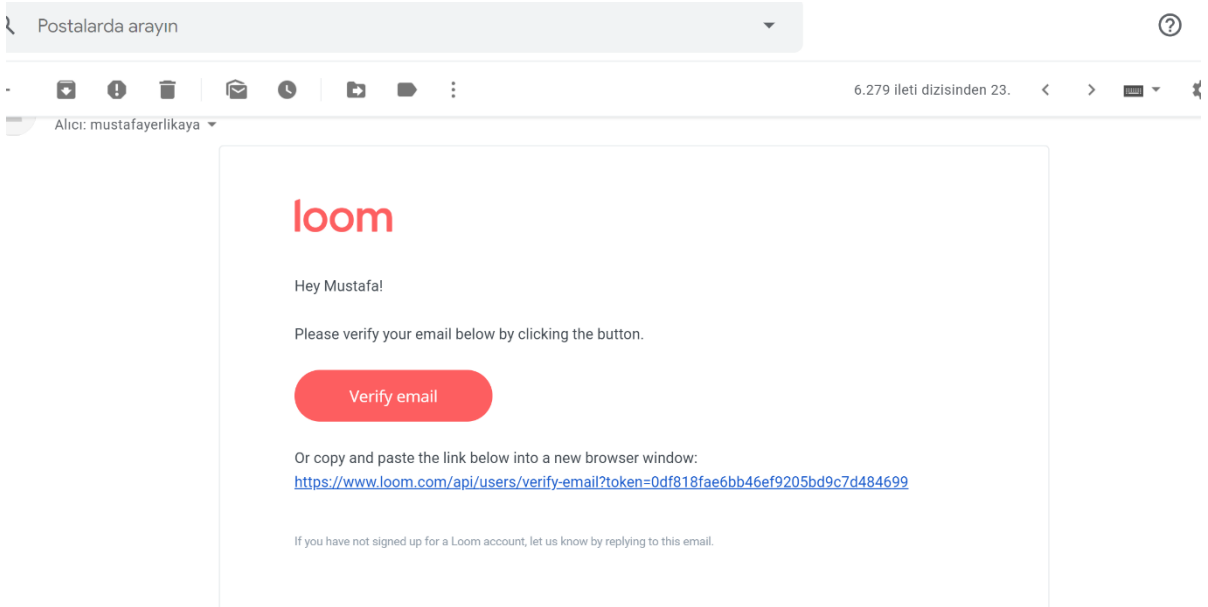 Postalarda arayın
6.279 ileti dizisinden 23.
Alıcı: mustafayerlikaya
loom
Hey Mustafa!
Please verify your email below by clicking the button.
Verify email
Or copy and paste the link below into a new browser window:
https://www.loom.com/api/users/verify-email?token=0df818fae6bb46ef9205bd9c7d484699
If you have not signed up for a Loom account, let us know by replying to this email.